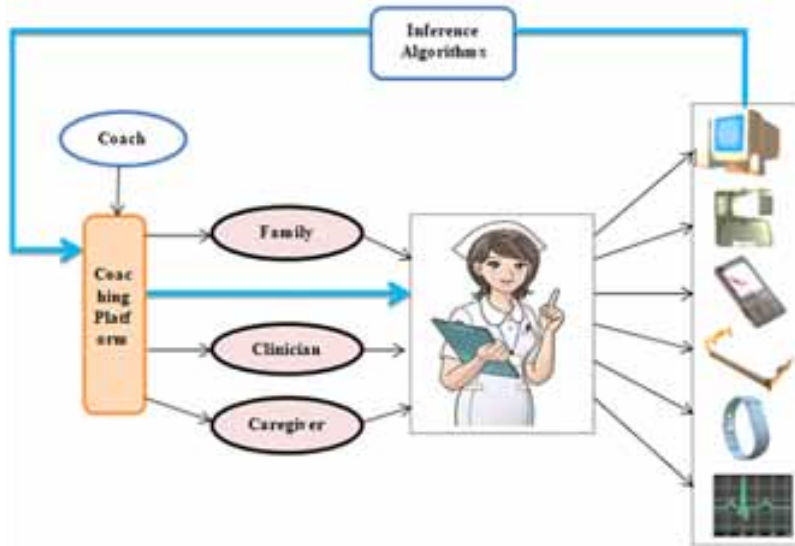 Inference
Algorithms
Coach
Family
Coac
hing
Platf
orm
Clinician
Caregiver